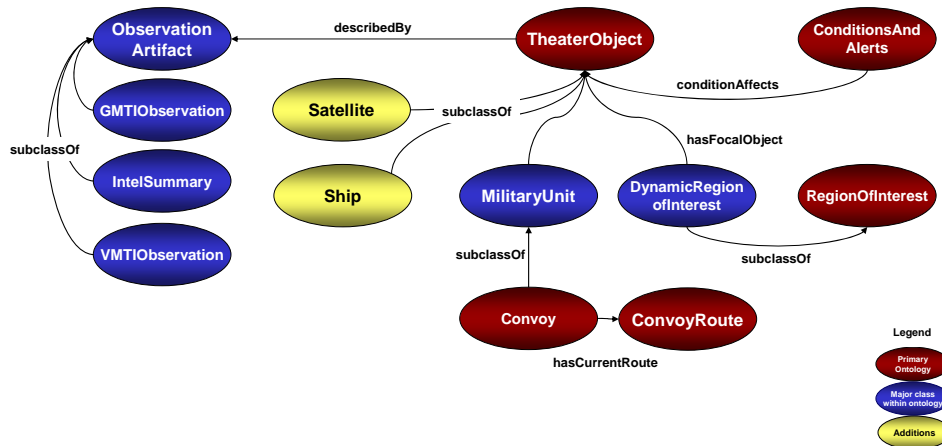 describedBy
Observation
Artifact
TheaterObject
ConditionsAnd
Alerts
conditionAffects
Satellite
subclassOf
GMTIObservation
hasFocalObject
subclassOf
IntelSummary
Ship
MilitaryUnit
DynamicRegion
ofInterest
RegionOfInterest
VMTIObservation
subclassOf
subclassOf
Convoy
ConvoyRoute
hasCurrentRoute
Legend
Primary
Ontology
Major class
within ontology
Additions